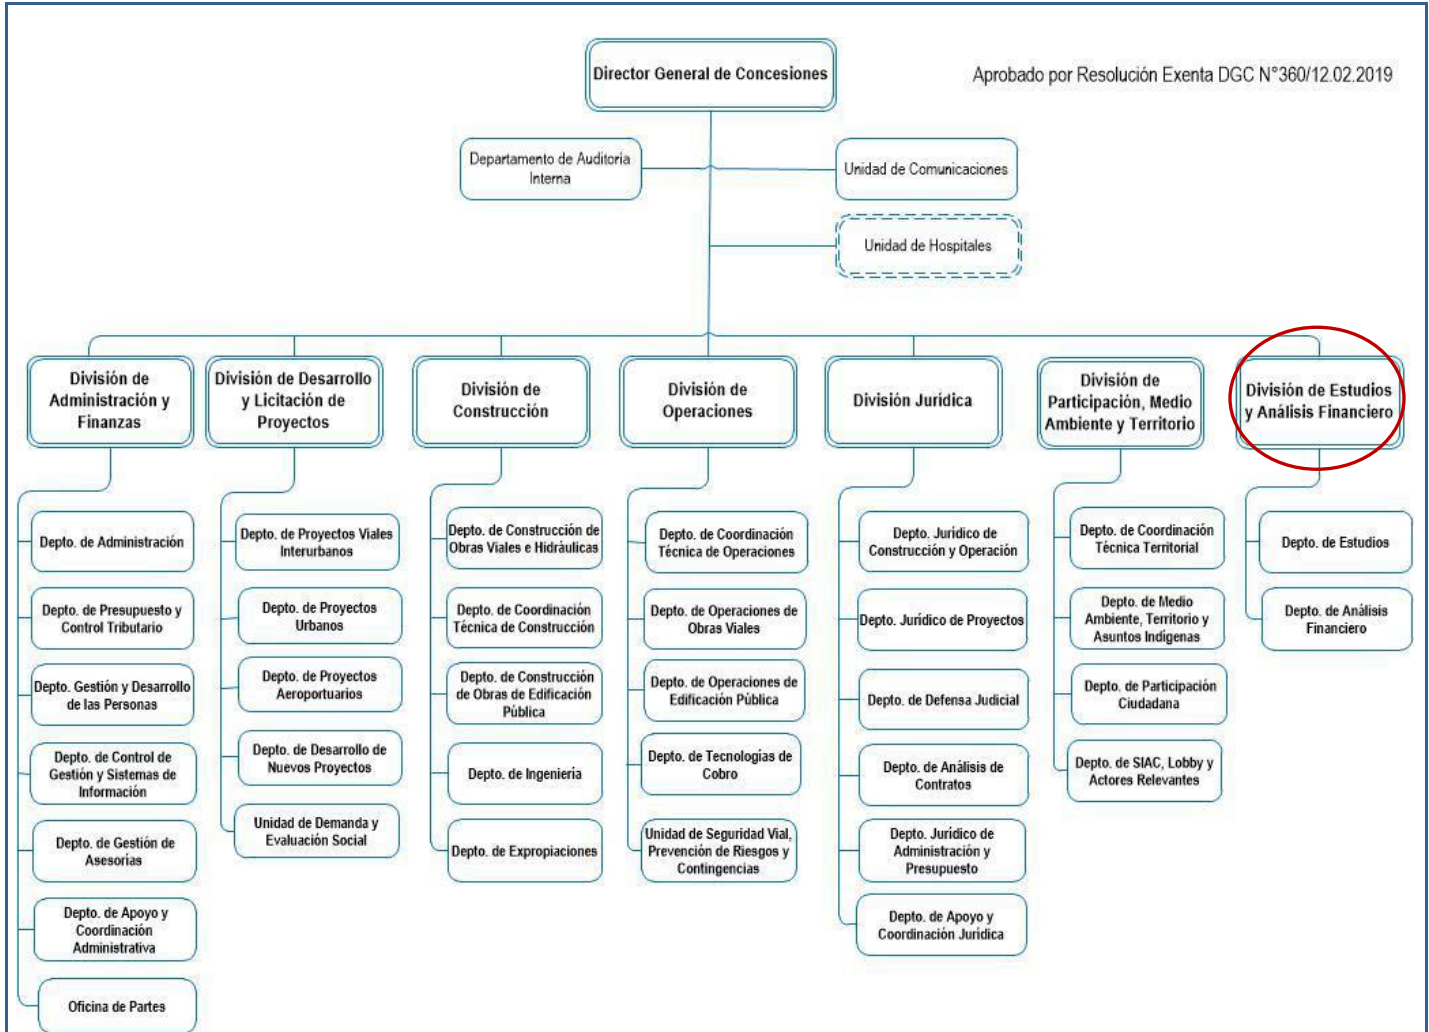 Director General de Concesiones
Aprobado por Resolución Exenta DGC N°360/12.02.2019
Departamento de Auditoria
Interna
Unidad de Comunicaciones
Unidad de Hospitales
División de
Administración y
Finanzas
División de Desarrollo
y Licitación de
Proyectos
División de
Construcción
División de
Operaciones
División Jurídica
División de
Participación, Medio
Ambiente y Territorio
División de Estudios
y Análisis Financiero
Depto. de Administración
Depto. de Presupuesto y
Control Tributario
Depto. Gestión y Desarrollo
de las Personas
Depto. de Control de
Gestión y Sistemas de
Información
Depto. de Gestión de
Asesorías
Depto. de Apoyo y
Coordinación
Administrativa
Oficina de Partes
Depto. de Proyectos Viales
Interurbanos
Depto. de Proyectos
Urbanos
Depto. de Proyectos
Aeroportuarios
Depto. de Desarrollo de
Nuevos Proyectos
Unidad de Demanda y
Evaluación Social
Depto. de Construcción de
Obras Viales e Hidráulicas
Depto. de Coordinación
Técnica de Construcción
Depto. de Construcción
de Obras de Edificación
Pública
Depto. de Ingeniería
Depto. de Expropiaciones
Depto. de Coordinación
Técnica de Operaciones
Depto. de Operaciones de
Obras Viales
Depto. de Operaciones de
Edificación Pública
Depto. de Tecnologías de
Cobro
Unidad de Seguridad Vial,
Prevención de Riesgos y
Contingencias
Depto. Jurídico de
Construcción y Operación
Depto. Jurídico de Proyectos
Depto. de Defensa Judicial
Depto. de Análisis de
Contratos
Depto. Jurídico de
Administración y
Presupuesto
Depto. de Apoyo y
Coordinación Jurídica
Depto. de Coordinación
Técnica Territorial
Depto. de Medio
Ambiente, Territorio y
Asuntos Indígenas
Depto. de Participación
Ciudadana
Depto. de SIAC, Lobby y
Actores Relevantes
Depto. de Estudios
Depto. de Análisis
Financiero